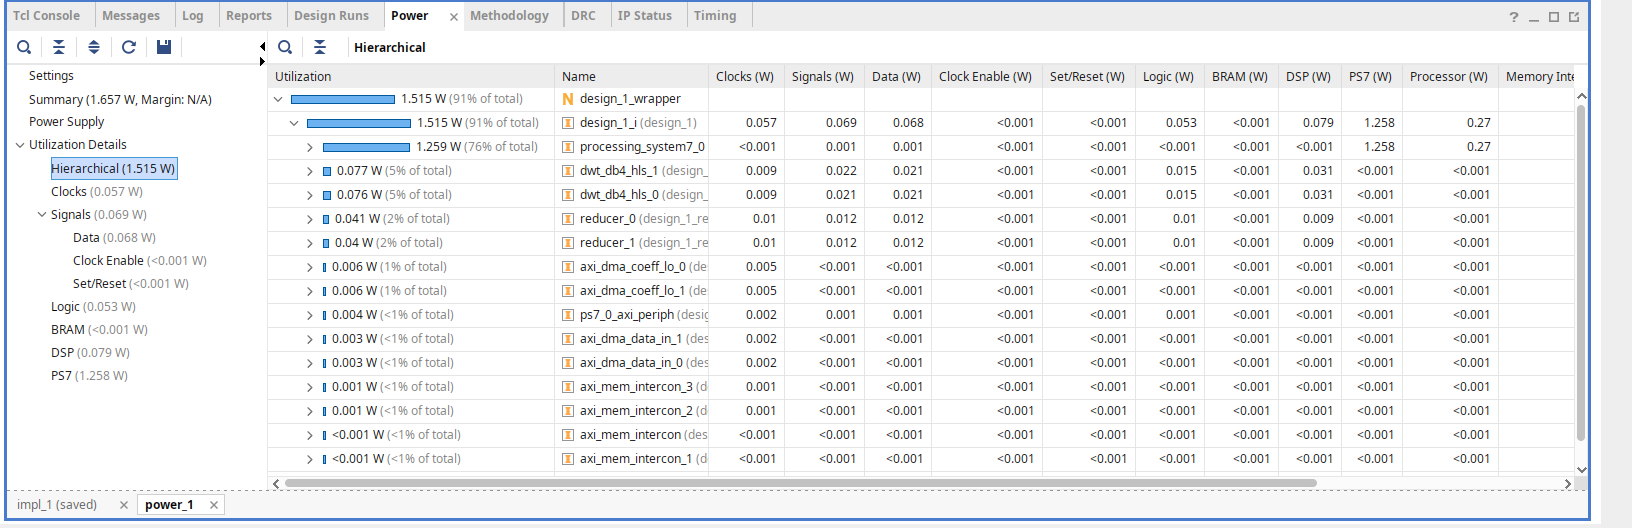 Tcl Console Messages Log Reports Design Runs Power × Methodology DRC IP Status Timing ?
Hierarchical
Settings
Summary (1.657 W, Margin: N/A)
Power Supply
Utilization Details
Hierarchical (1.515 W)
Clocks (0.057 W)
Signals (0.069 W)
Data (0.068 W)
Clock Enable (<0.001 W)
Set/Reset (<0.001 W)
Logic (0.053 W)
BRAM (<0.001 W)
DSP (0.079 W)
PS7 (1.258 W)
Utilization Name Clocks (W) Signals (W) Data (W) Clock Enable (W) Set/Reset (W) Logic (W) BRAM (W) DSP (W) PS7 (W) Processor (W) Memory Inte
1.515 W (91% of total) N design_1_wrapper
1.515 W (91% of total) I design_1_i (design_1) 0.057 0.069 0.068 <0.001 <0.001 0.053 <0.001 0.079 1.258 0.27
1.259 W (76% of total) I processing_system7_0 <0.001 0.001 0.001 <0.001 <0.001 <0.001 <0.001 <0.001 1.258 0.27
0.077 W (5% of total) I dwt_db4_hls_1 (design_ 0.009 0.022 0.021 <0.001 <0.001 0.015 <0.001 0.031 <0.001 <0.001
0.076 W (5% of total) I dwt_db4_hls_0 (design_ 0.009 0.021 0.021 <0.001 <0.001 0.015 <0.001 0.031 <0.001 <0.001
0.041 W (2% of total) I reducer_0 (design_1_re 0.01 0.012 0.012 <0.001 <0.001 0.01 <0.001 0.009 <0.001 <0.001
0.04 W (2% of total) I reducer_1 (design_1_re 0.01 0.012 0.012 <0.001 <0.001 0.01 <0.001 0.009 <0.001 <0.001
0.006 W (1% of total) I axi_dma_coeff_lo_0 (de 0.005 <0.001 <0.001 <0.001 <0.001 <0.001 <0.001 <0.001 <0.001 <0.001
0.006 W (1% of total) I axi_dma_coeff_lo_1 (de 0.005 <0.001 <0.001 <0.001 <0.001 <0.001 <0.001 <0.001 <0.001 <0.001
0.004 W (<1% of total) I ps7_0_axi_periph (desig 0.002 0.001 0.001 <0.001 <0.001 0.001 <0.001 <0.001 <0.001 <0.001
0.003 W (<1% of total) I axi_dma_data_in_1 (des 0.002 <0.001 <0.001 <0.001 <0.001 <0.001 <0.001 <0.001 <0.001 <0.001
0.003 W (<1% of total) I axi_dma_data_in_0 (des 0.002 <0.001 <0.001 <0.001 <0.001 <0.001 <0.001 <0.001 <0.001 <0.001
0.001 W (<1% of total) I axi_mem_intercon_3 (d 0.001 <0.001 <0.001 <0.001 <0.001 <0.001 <0.001 <0.001 <0.001 <0.001
0.001 W (<1% of total) I axi_mem_intercon_2 (d 0.001 <0.001 <0.001 <0.001 <0.001 <0.001 <0.001 <0.001 <0.001 <0.001
<0.001 W (<1% of total) I axi_mem_intercon (des <0.001 <0.001 <0.001 <0.001 <0.001 <0.001 <0.001 <0.001 <0.001 <0.001
<0.001 W (<1% of total) I axi_mem_intercon_1 (d <0.001 <0.001 <0.001 <0.001 <0.001 <0.001 <0.001 <0.001 <0.001 <0.001
impl_1 (saved) × power_1 ×